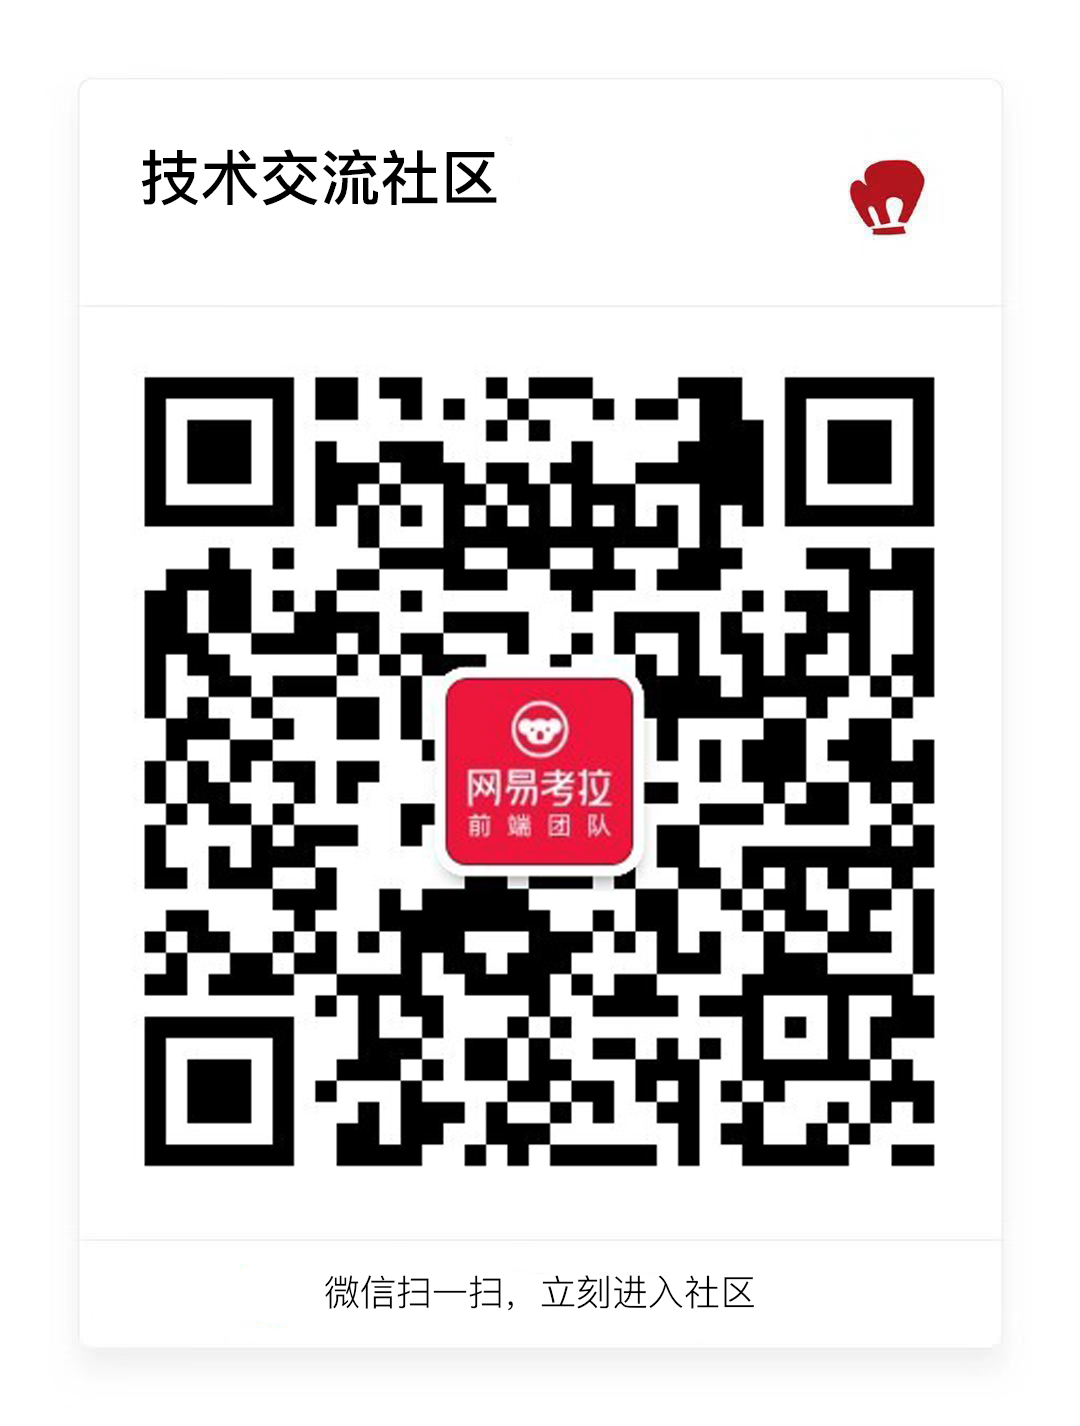 技术交流社区
网易考拉
前端团队
微信扫一扫，立刻进入社区